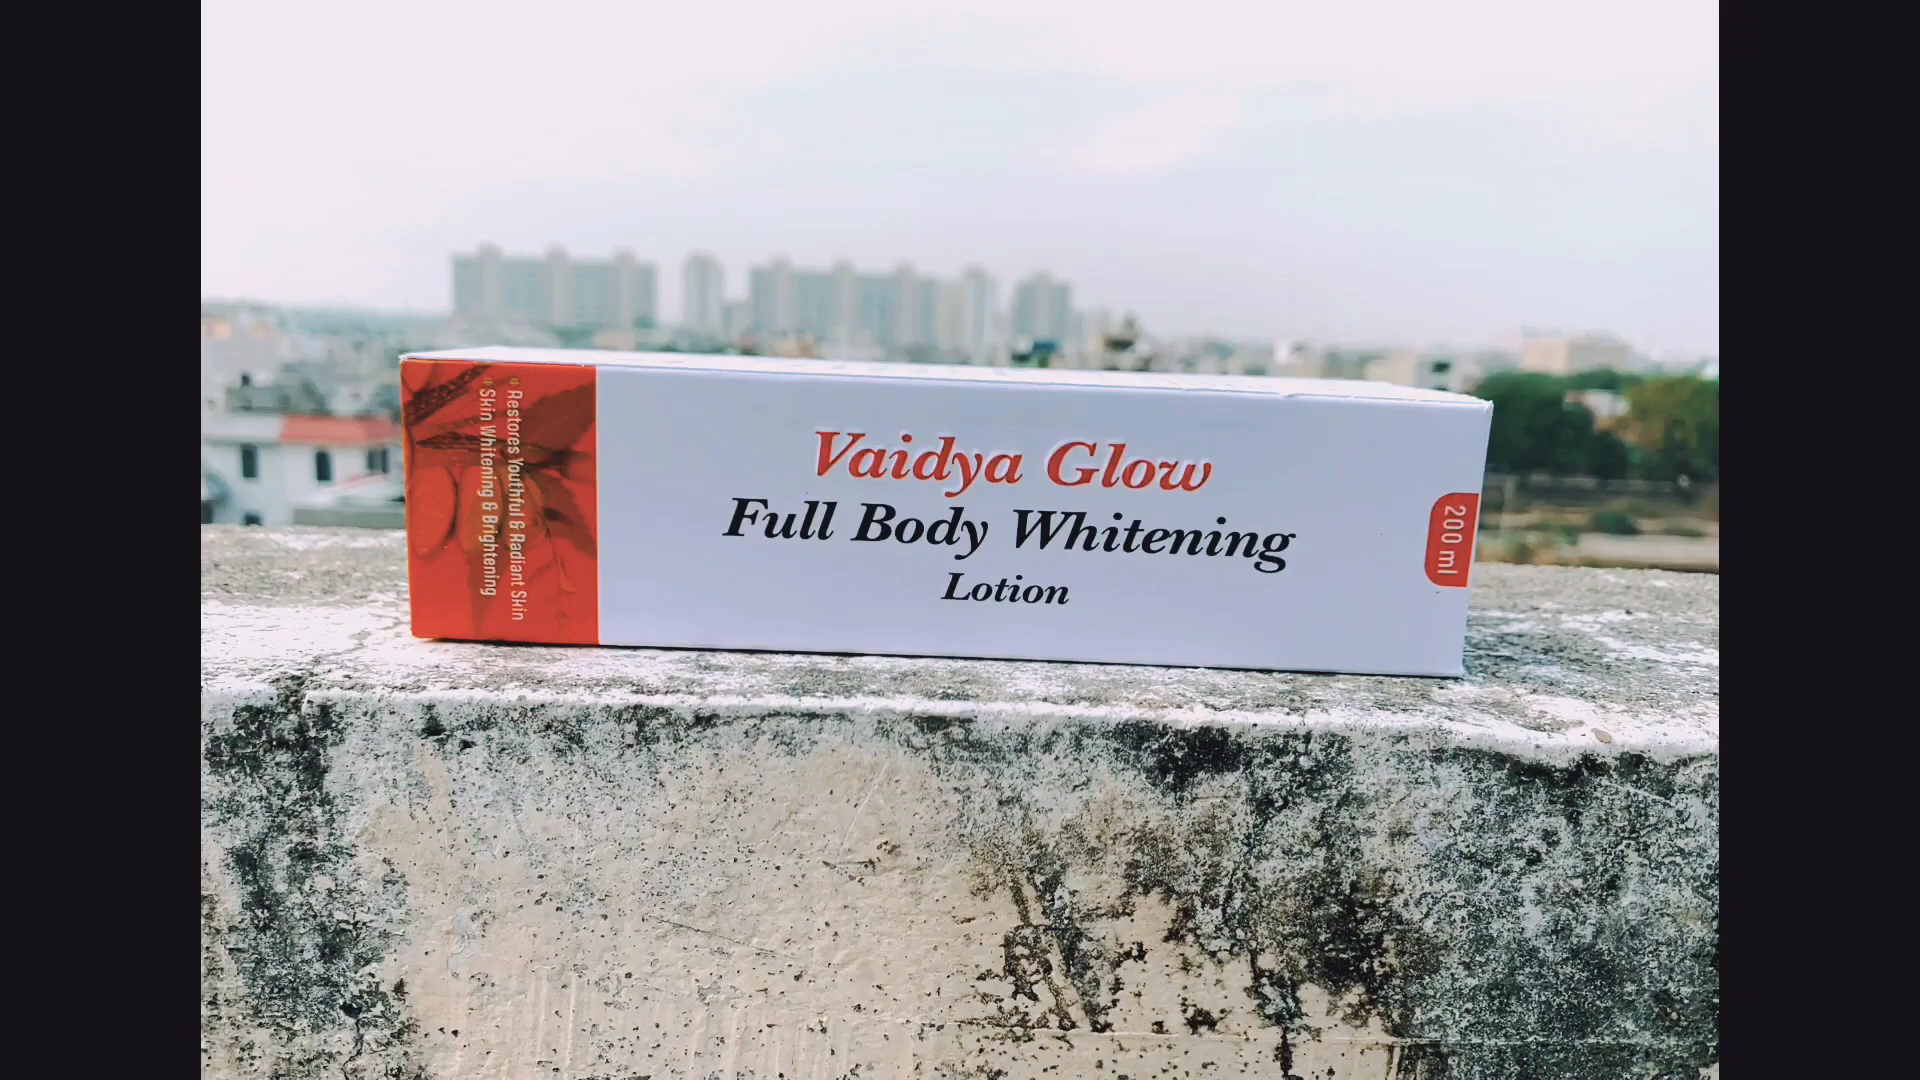 Restores Youthful & Radiant Skin
Skin Whitening & Brightening
Vaidya Glow
Full Body Whitening
Lotion
200 ml